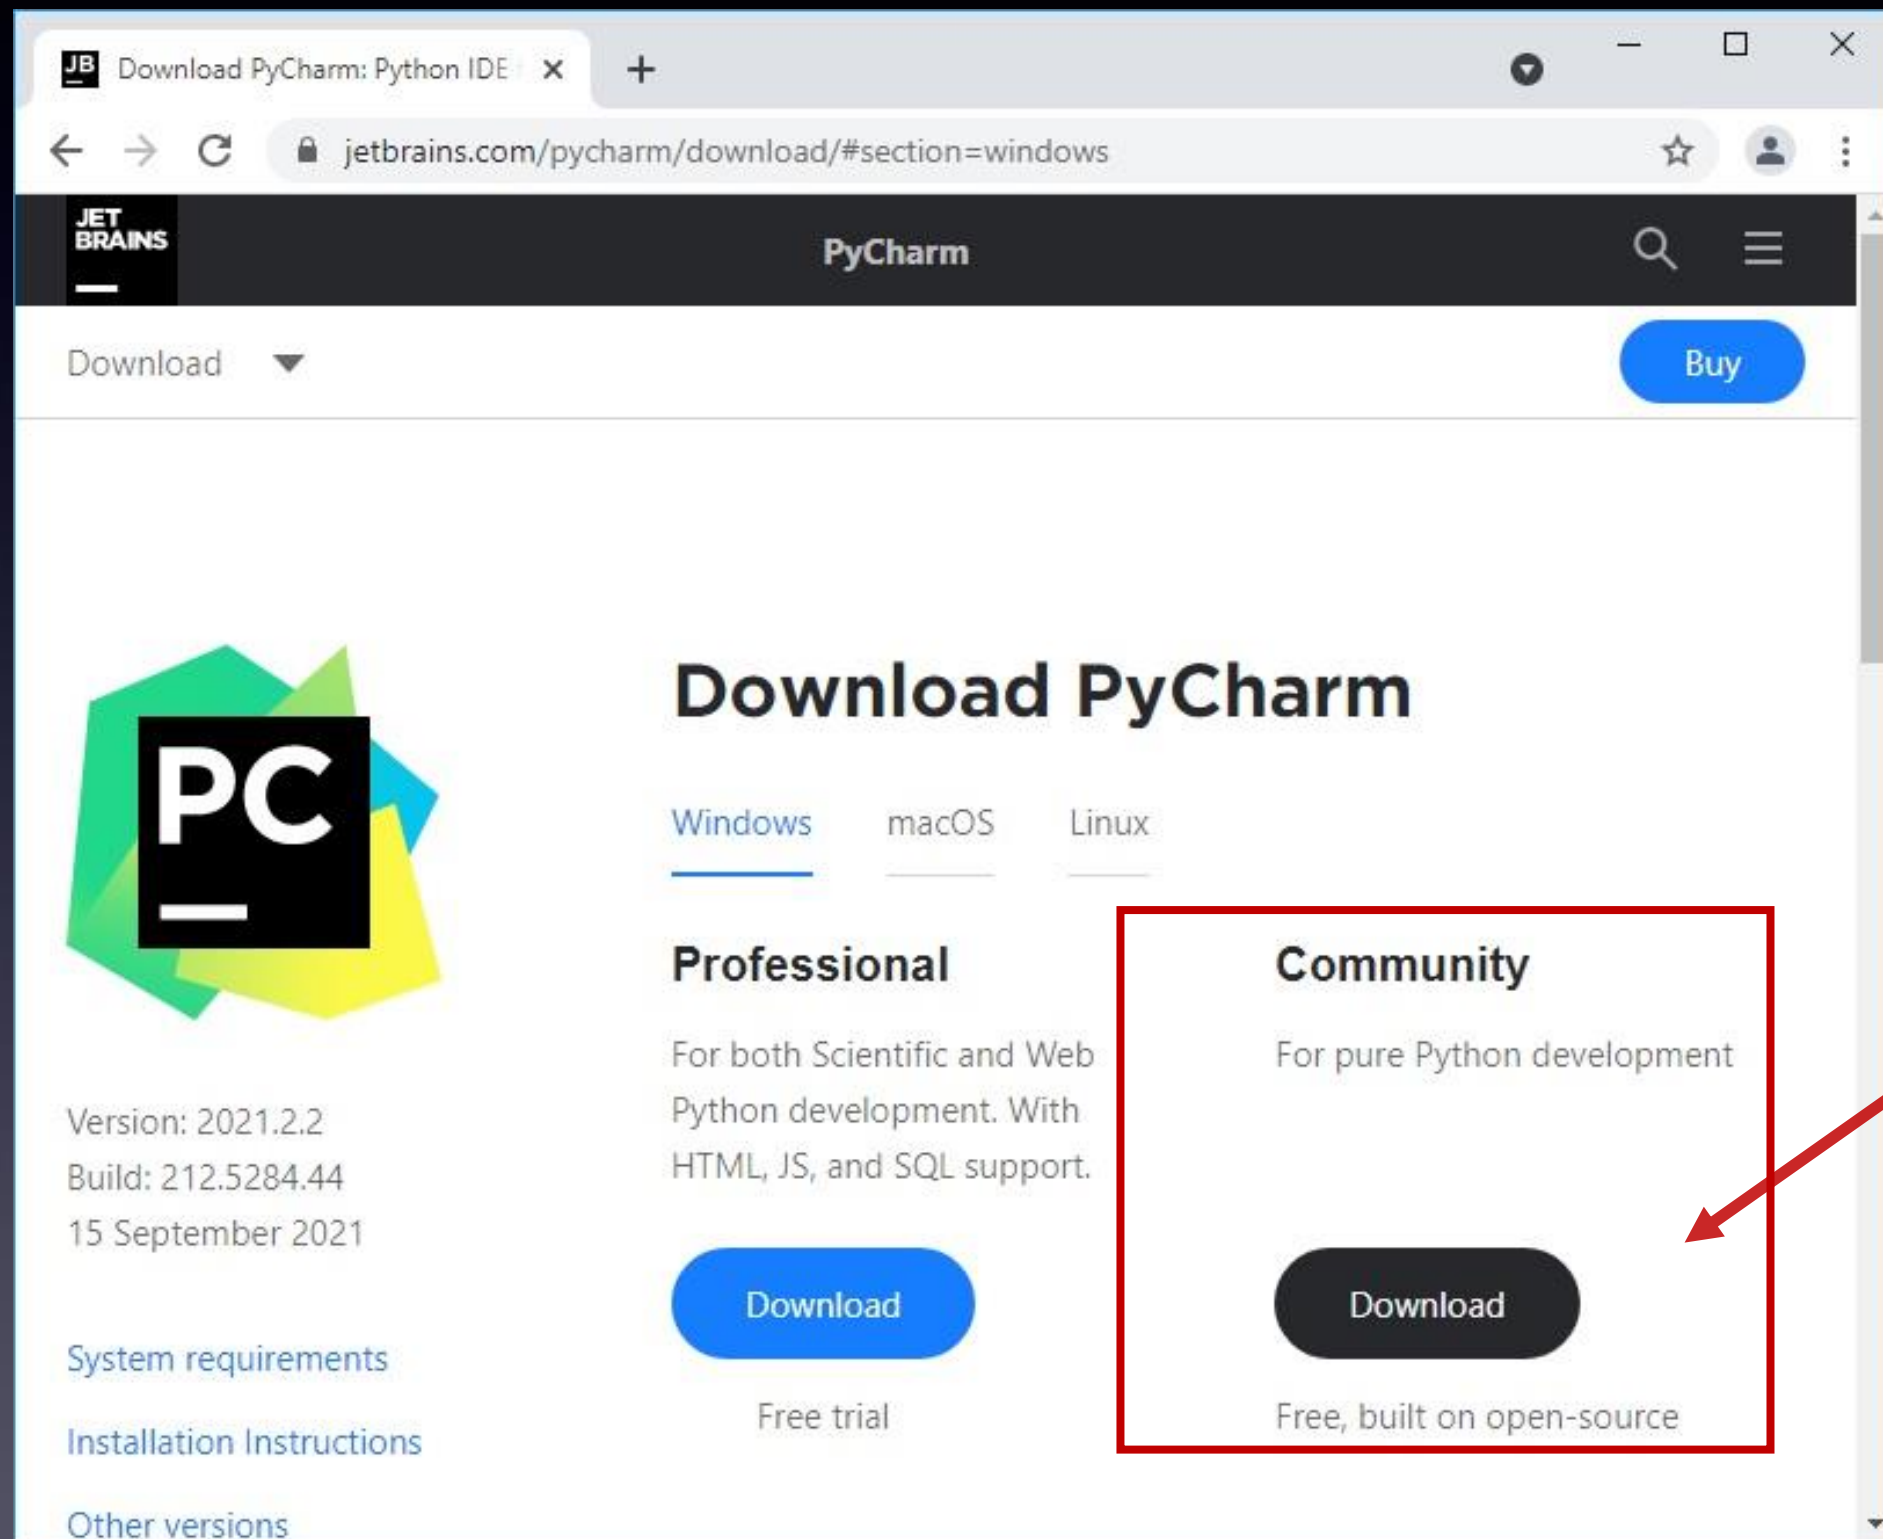 JB Download PyCharm: Python IDE
jetbrains.com/pycharm/download/#section=windows
JET
BRAINS
PyCharm
Download
Buy
PC
Version: 2021.2.2
Build: 212.5284.44
15 September 2021
System requirements
Installation Instructions
Other versions
Download PyCharm
Windows macOS Linux
Professional
For both Scientific and Web
Python development. With
HTML, JS, and SQL support.
Download
Free trial
Community
For pure Python development
Download
Free, built on open-source